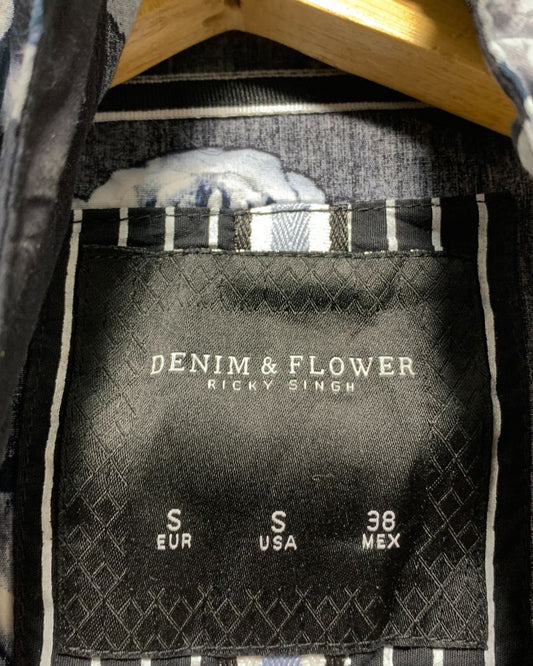 DENIM & FLOWER
RICKY SINGH
S S 38
EUR USA MEX